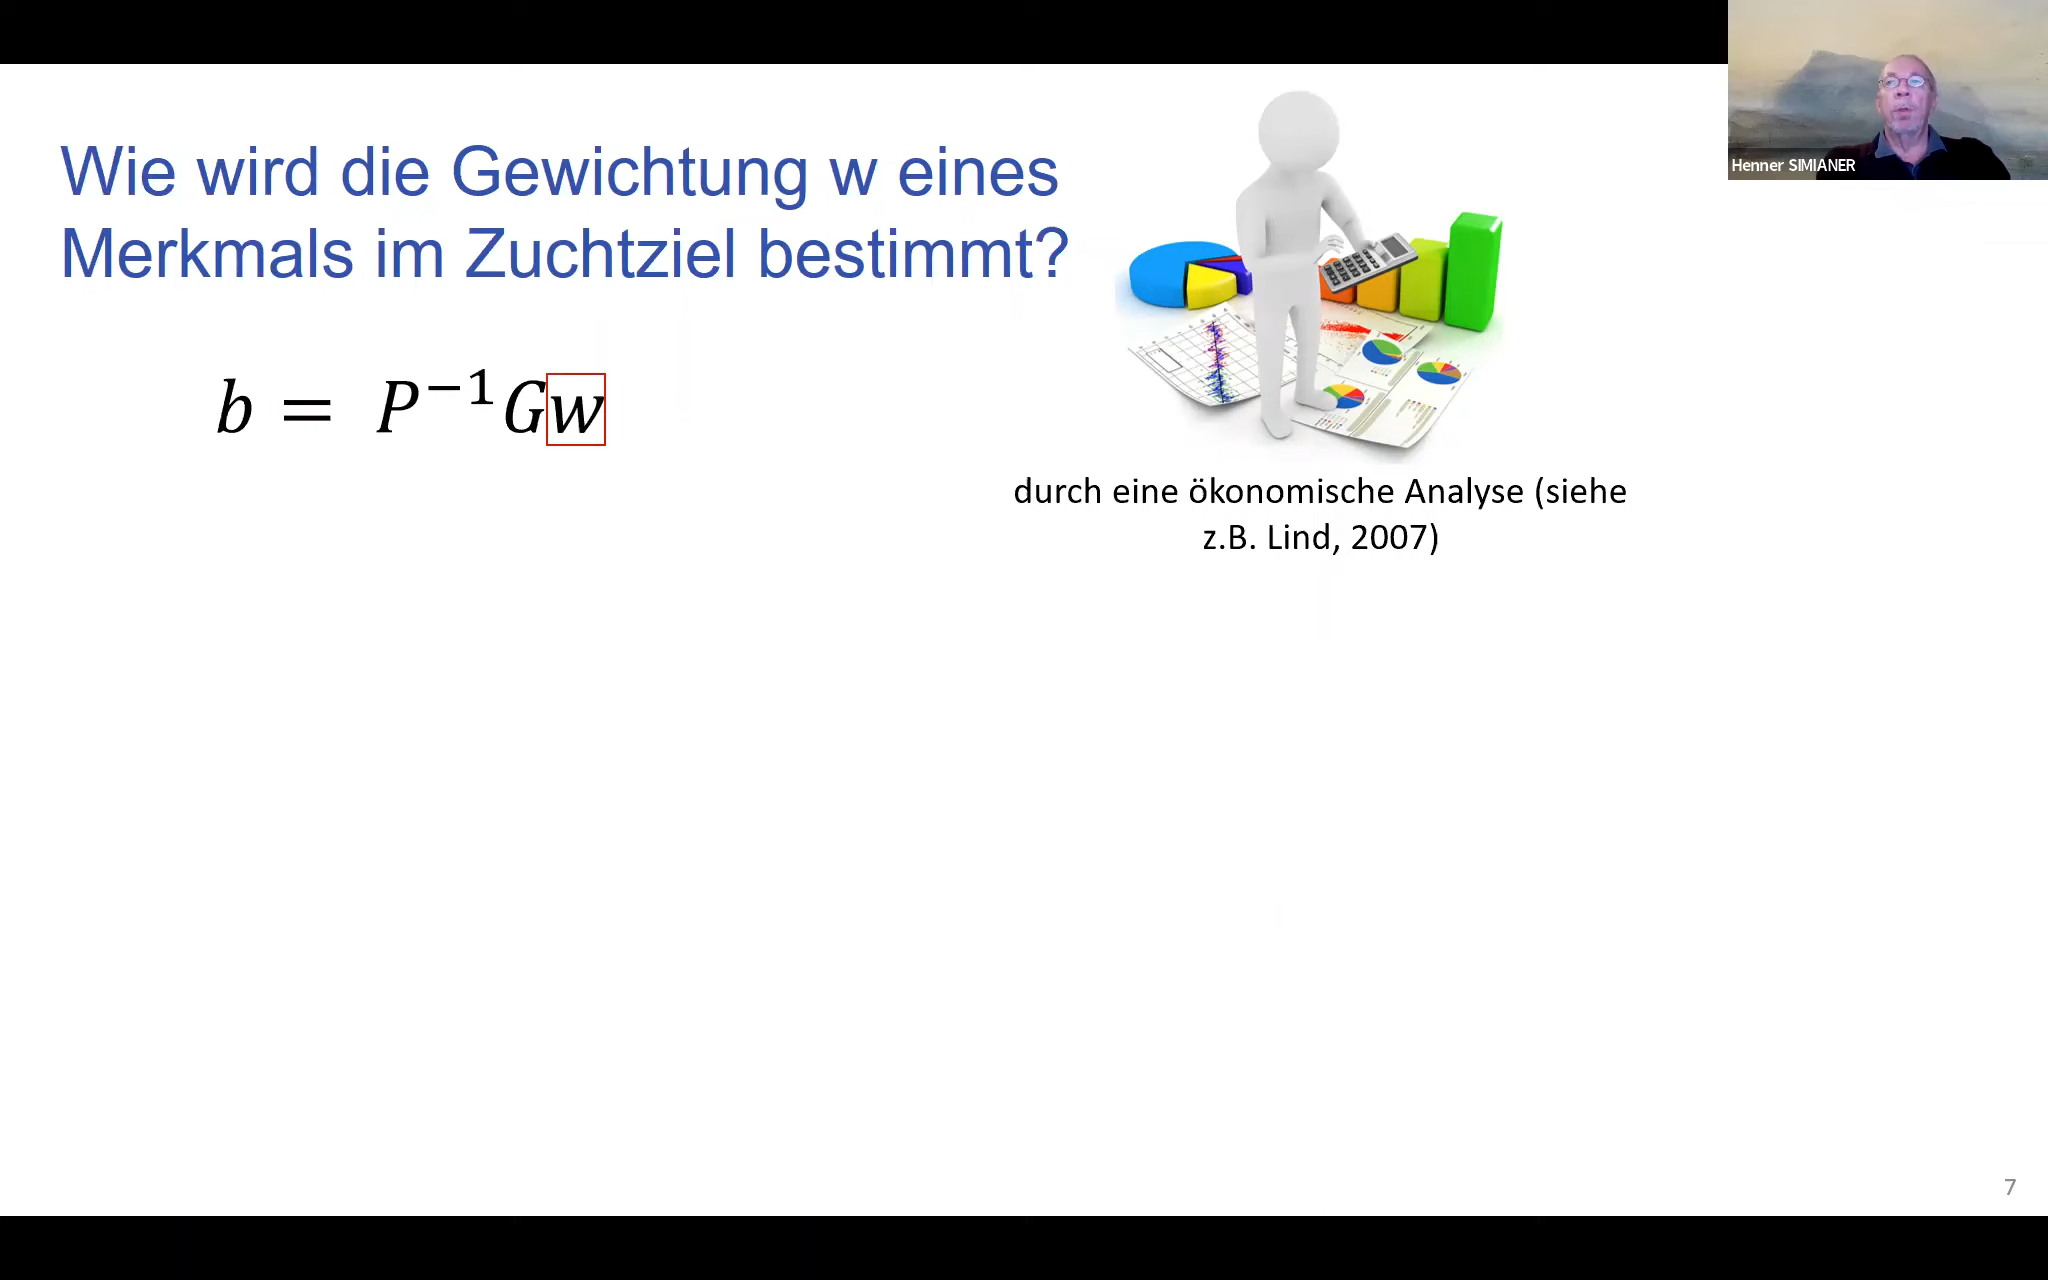 Wie wird die Gewichtung w eines
Merkmals im Zuchtziel bestimmt?
b = P⁻¹Gw
durch eine ökonomische Analyse (siehe
z.B. Lind, 2007)
Henner SIMIANER
7